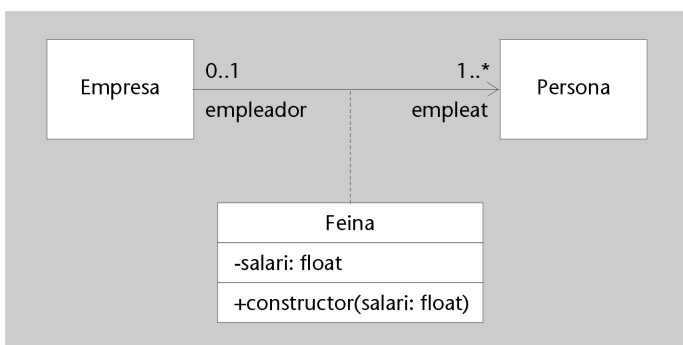 Empresa
0..1
1..*
empleador
empleat
Persona
Feina
-salari: float
+constructor(salari: float)